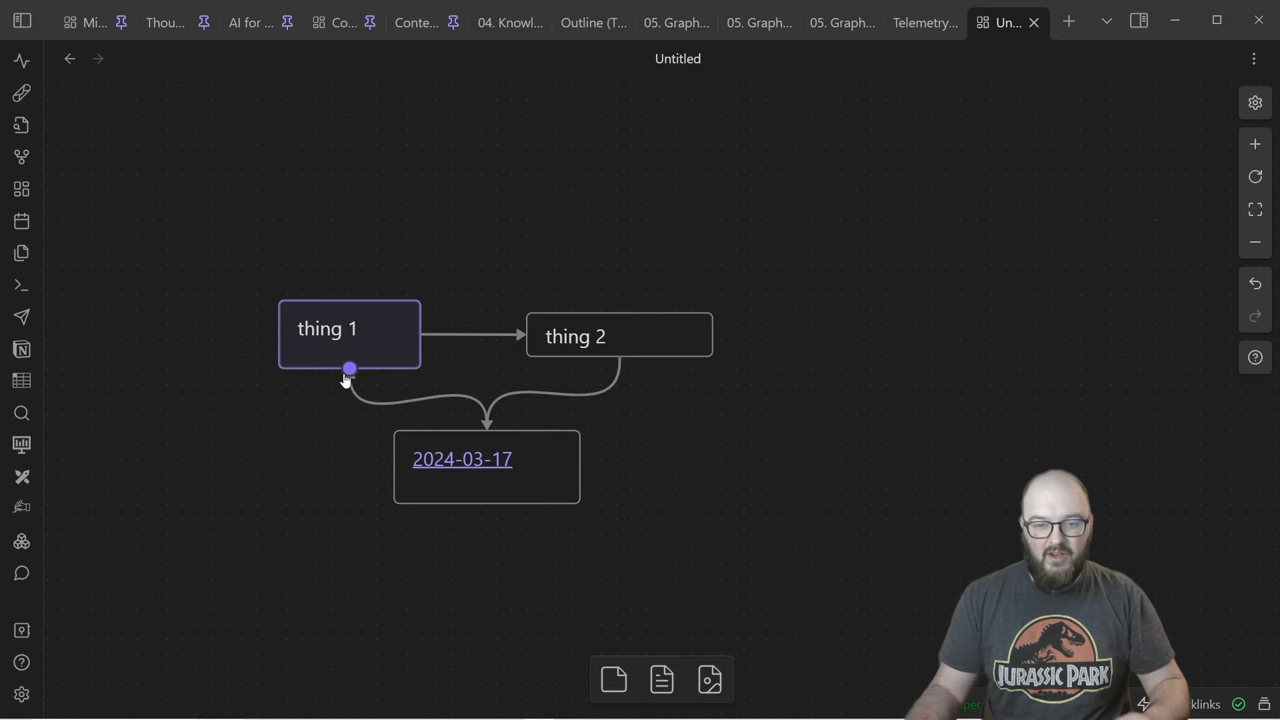 Mi...
Thou...
AI for ...
Co...
Conte...
04. Knowl...
Outline (T...
05. Graph...
05. Graph...
05. Graph...
Telemetry...
Un...
Untitled
thing 1
thing 2
2024-03-17
JURASSIC PARK
per
klinks